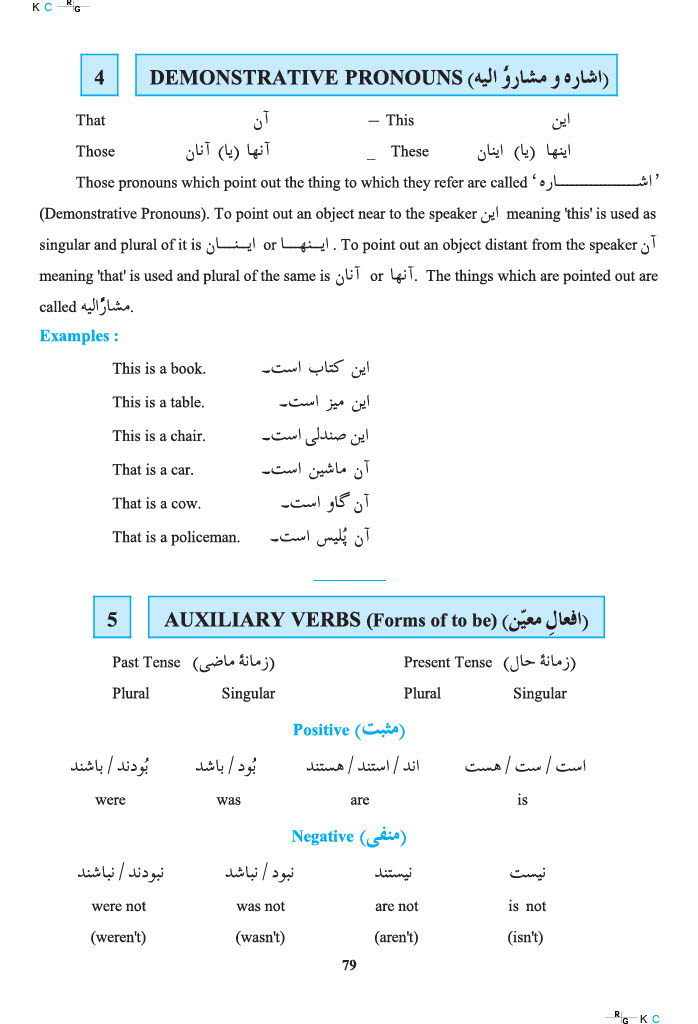 K C R G
4 DEMONSTRATIVE PRONOUNS (اشارہ و مشارؤ الیہ)
That آن – This این
Those آنها (یا) آنان _ These اینها (یا) اینان
Those pronouns which point out the thing to which they refer are called ‘ اشـــــــــاره ’
(Demonstrative Pronouns). To point out an object near to the speaker این meaning 'this' is used as
singular and plural of it is ایـنـــان or ایـنهـــا . To point out an object distant from the speaker آن
meaning 'that' is used and plural of the same is آنان or آنها. The things which are pointed out are
called مشارٌالیه.
Examples :
This is a book. این کتاب است۔
This is a table. این میز است۔
This is a chair. این صندلی است۔
That is a car. آن ماشین است۔
That is a cow. آن گاو است۔
That is a policeman. آن پُلیس است۔
5 AUXILIARY VERBS (Forms of to be) (افعالِ معیّن)
Past Tense (زمانۂ ماضی) Present Tense (زمانۂ حال)
Plural Singular Plural Singular
Positive (مثبت)
بُودند / باشند بُود / باشد اند / استند / هستند است / ست / هست
were was are is
Negative (منفی)
نبودند / نباشند نبود / نباشد نیستند نیست
were not was not are not is not
(weren't) (wasn't) (aren't) (isn't)
79
R G K C